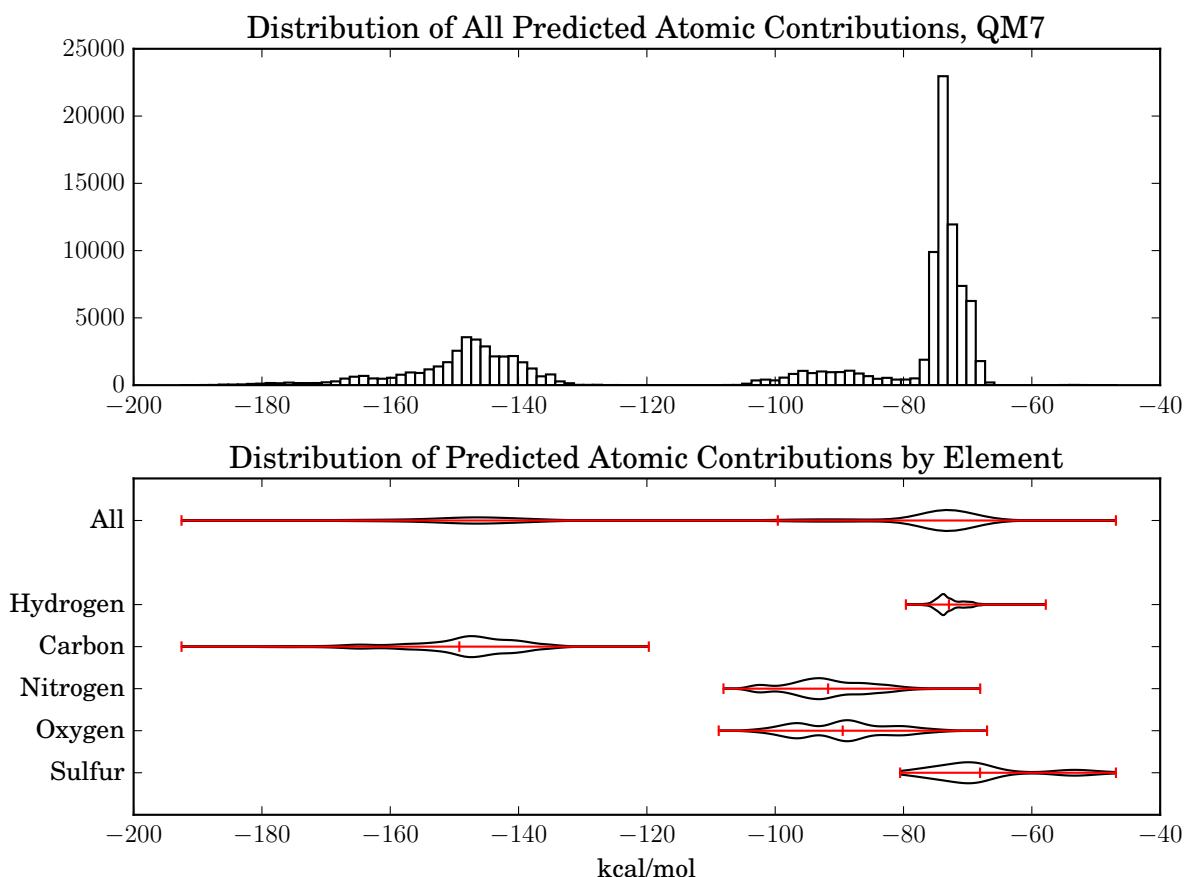 Distribution of All Predicted Atomic Contributions, QM7
25000
20000
15000
10000
5000
0
−200 −180 −160 −140 −120 −100 −80 −60 −40
Distribution of Predicted Atomic Contributions by Element
All
Hydrogen
Carbon
Nitrogen
Oxygen
Sulfur
−200 −180 −160 −140 −120 −100 −80 −60 −40
kcal/mol